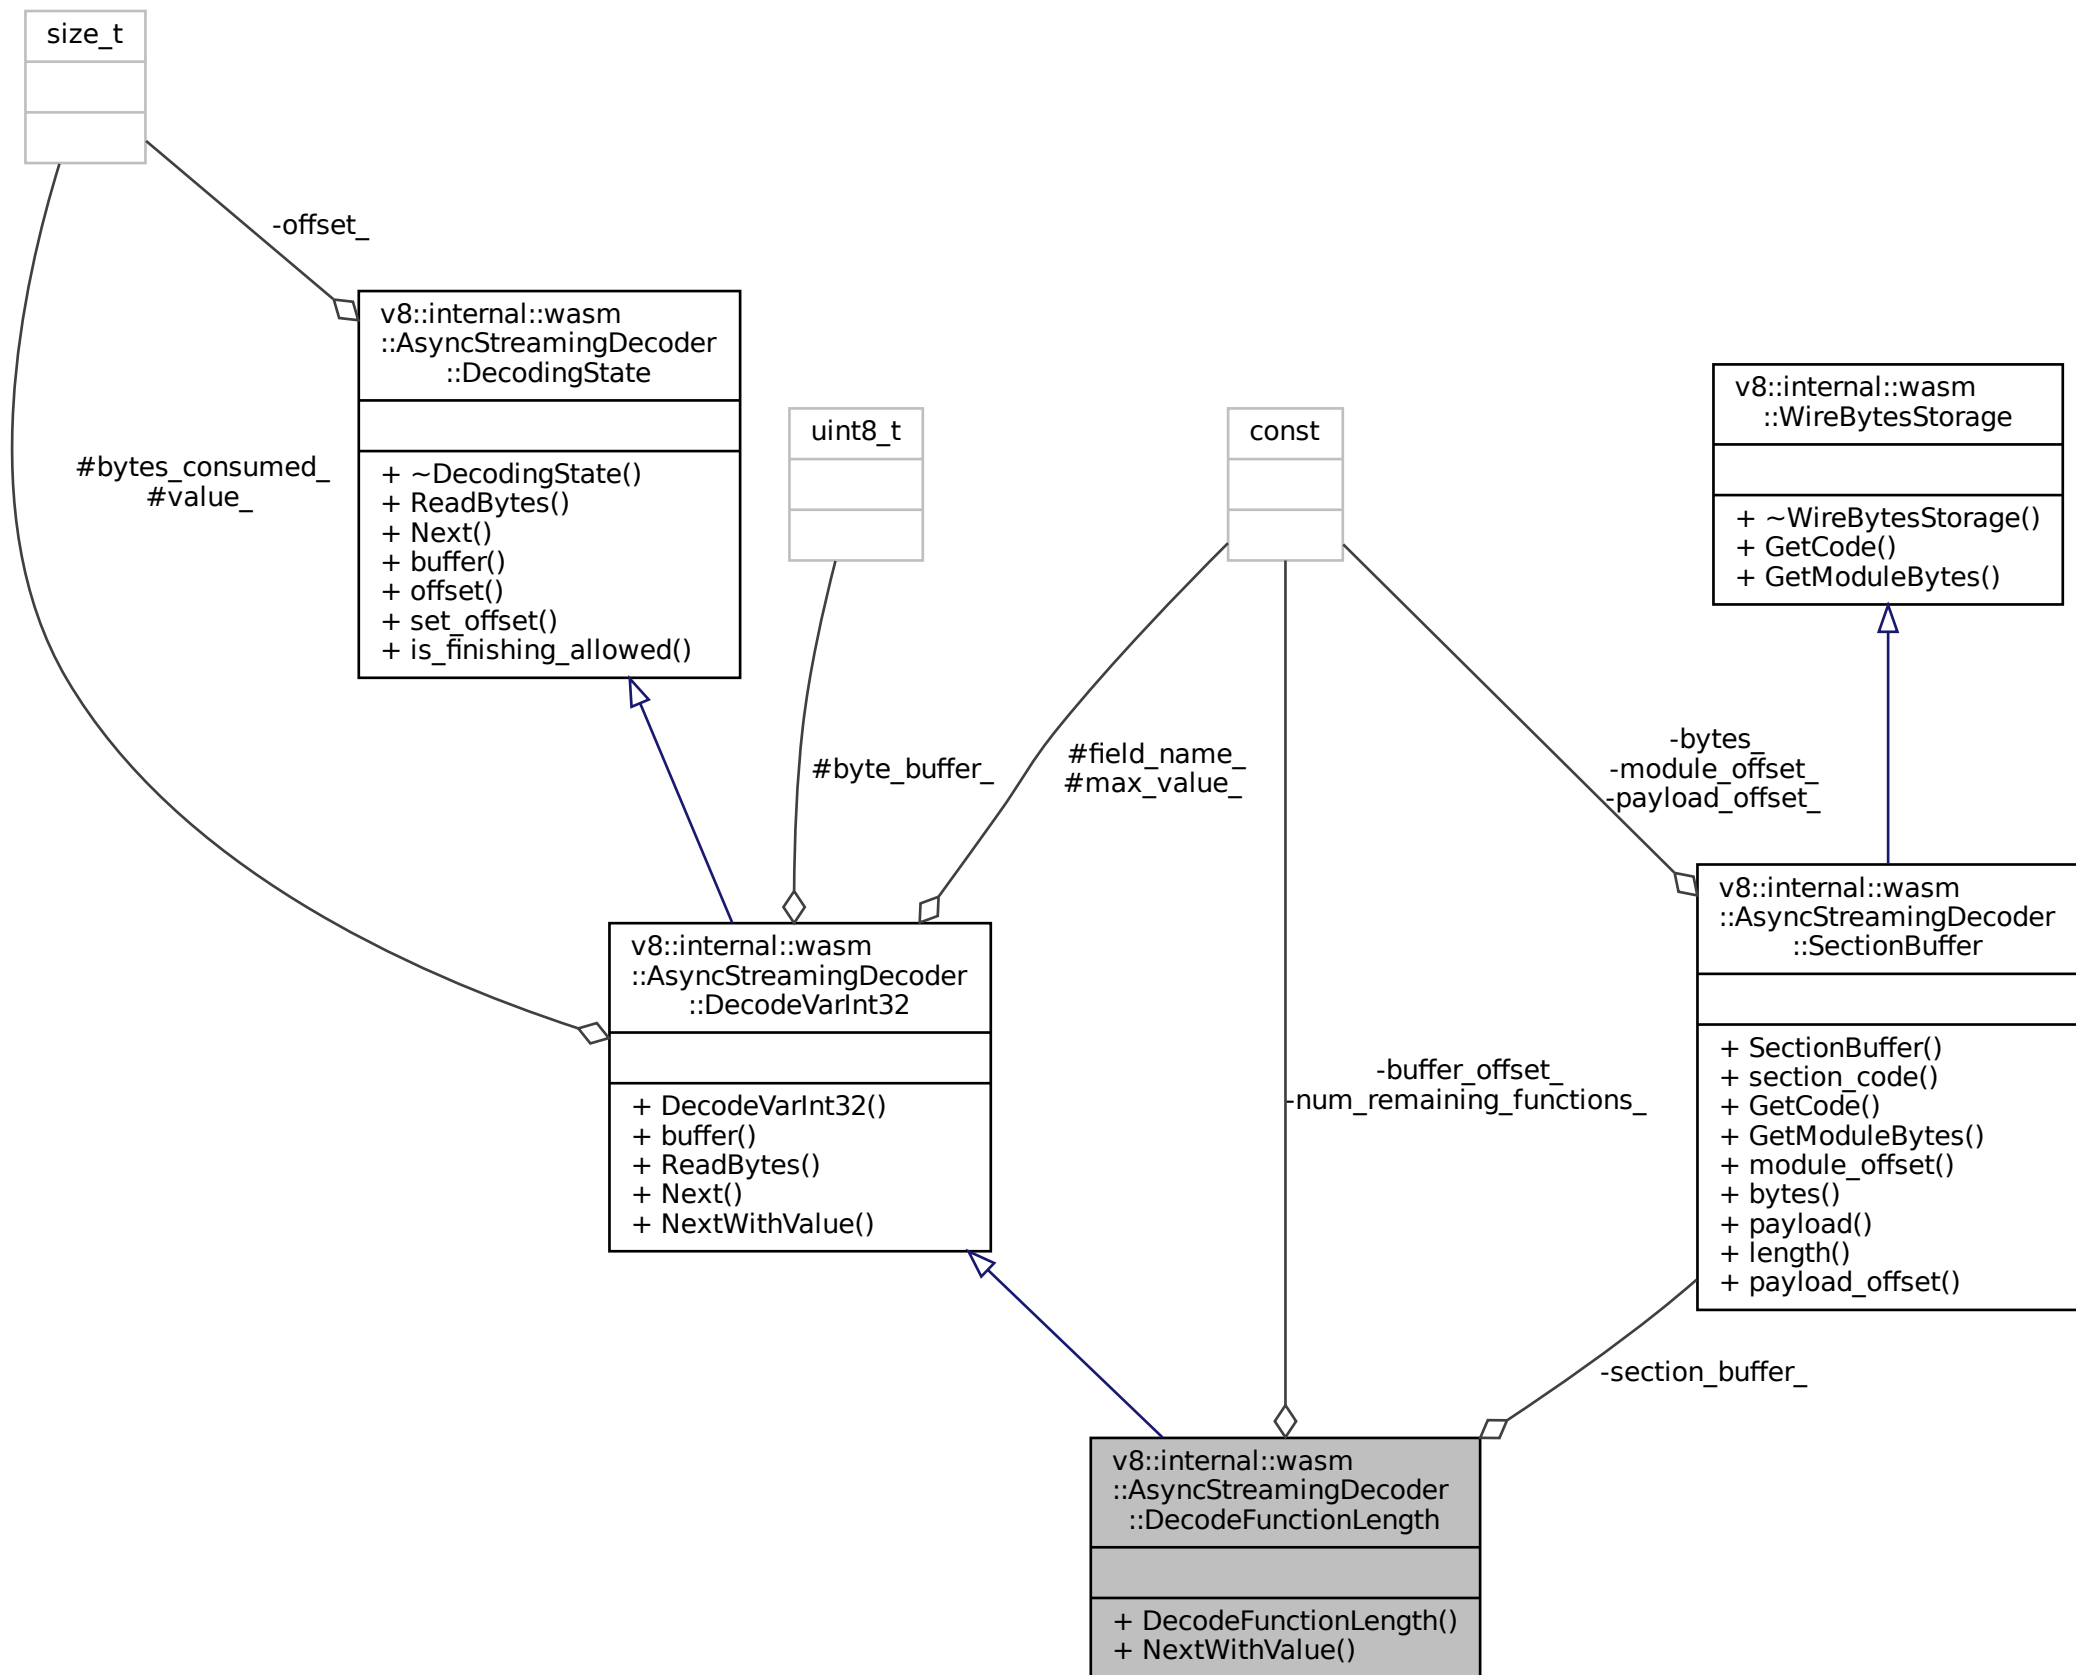 size_t
-offset_
v8::internal::wasm
::AsyncStreamingDecoder
::DecodingState
+ ~DecodingState()
+ ReadBytes()
+ Next()
+ buffer()
+ offset()
+ set_offset()
+ is_finishing_allowed()
#bytes_consumed_
#value_
uint8_t
const
v8::internal::wasm
::WireBytesStorage
+ ~WireBytesStorage()
+ GetCode()
+ GetModuleBytes()
#byte_buffer_
#field_name_
#max_value_
-bytes_
-module_offset_
-payload_offset_
v8::internal::wasm
::AsyncStreamingDecoder
::DecodeVarInt32
+ DecodeVarInt32()
+ buffer()
+ ReadBytes()
+ Next()
+ NextWithValue()
v8::internal::wasm
::AsyncStreamingDecoder
::SectionBuffer
+ SectionBuffer()
+ section_code()
+ GetCode()
+ GetModuleBytes()
+ module_offset()
+ bytes()
+ payload()
+ length()
+ payload_offset()
-buffer_offset_
-num_remaining_functions_
-section_buffer_
v8::internal::wasm
::AsyncStreamingDecoder
::DecodeFunctionLength
+ DecodeFunctionLength()
+ NextWithValue()